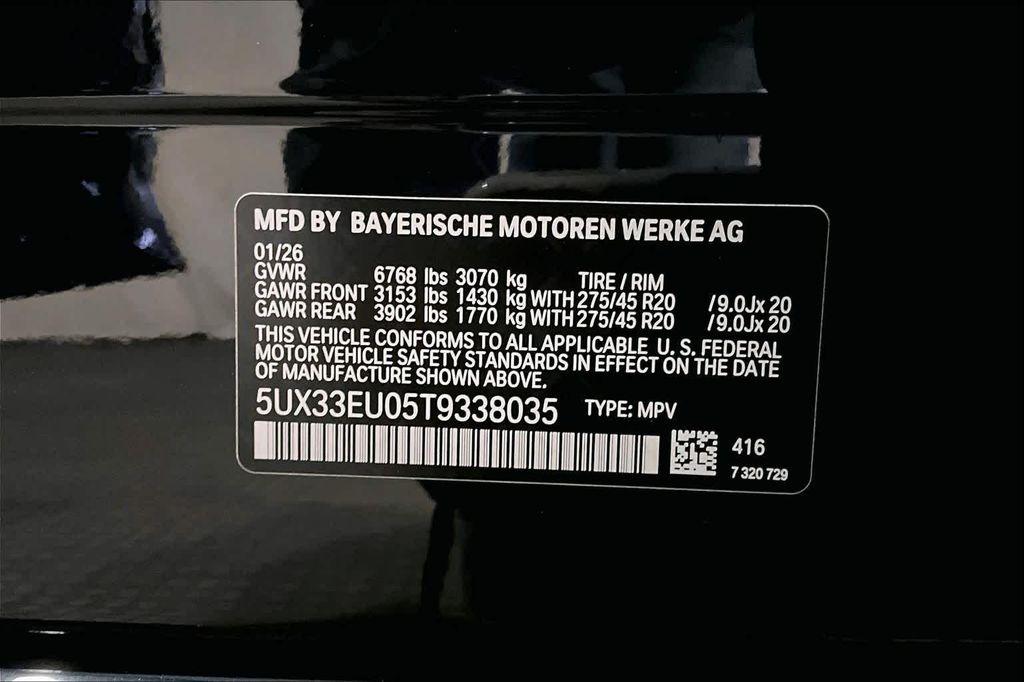 MFD BY BAYERISCHE MOTOREN WERKE AG
01/26
GVWR 6768 lbs 3070 kg TIRE / RIM
GAWR FRONT 3153 lbs 1430 kg WITH 275/45 R20 /9.0Jx 20
GAWR REAR 3902 lbs 1770 kg WITH 275/45 R20 /9.0Jx 20
THIS VEHICLE CONFORMS TO ALL APPLICABLE U. S. FEDERAL
MOTOR VEHICLE SAFETY STANDARDS IN EFFECT ON THE DATE
OF MANUFACTURE SHOWN ABOVE.
5UX33EU05T9338035 TYPE: MPV
416
7 320 729